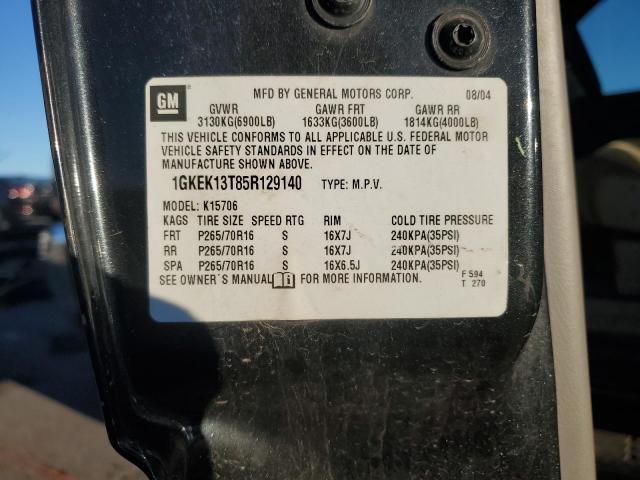 GM
MFD BY GENERAL MOTORS CORP. 08/04
GVWR GAWR FRT GAWR RR
3130KG(6900LB) 1633KG(3600LB) 1814KG(4000LB)
THIS VEHICLE CONFORMS TO ALL APPLICABLE U.S. FEDERAL MOTOR
VEHICLE SAFETY STANDARDS IN EFFECT ON THE DATE OF
MANUFACTURE SHOWN ABOVE.
1GKEK13T85R129140 TYPE: M.P.V.
MODEL: K15706
KAGS TIRE SIZE SPEED RTG RIM COLD TIRE PRESSURE
FRT P265/70R16 S 16X7J 240KPA(35PSI)
RR P265/70R16 S 16X7J 240KPA(35PSI)
SPA P265/70R16 S 16X6.5J 240KPA(35PSI)
SEE OWNER'S MANUAL FOR MORE INFORMATION. F 594
T 270